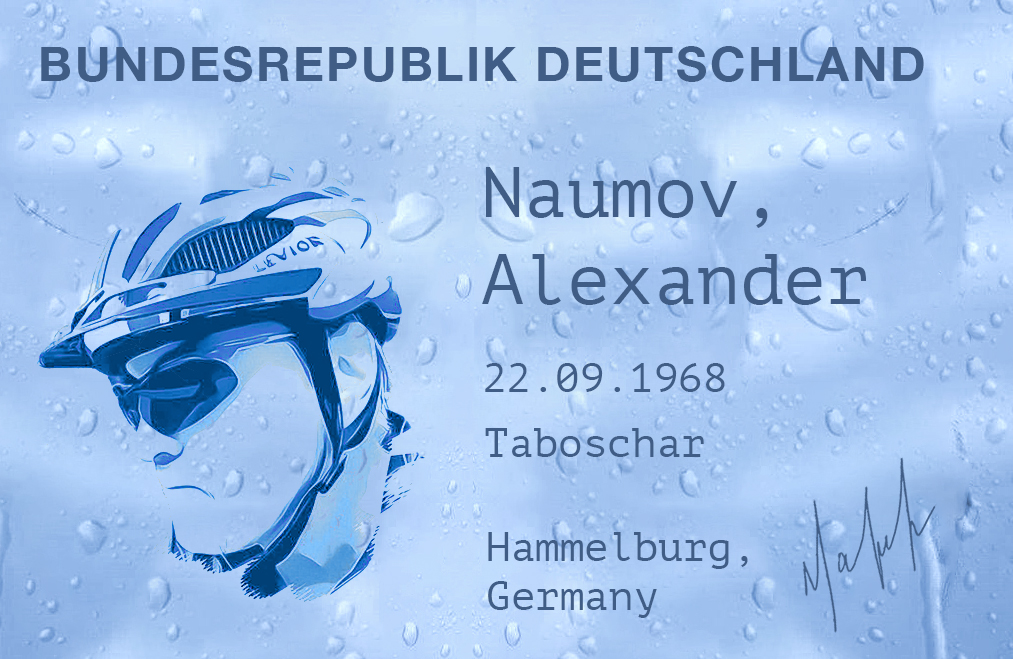 BUNDESREPUBLIK DEUTSCHLAND
Naumov,
Alexander
22.09.1968
Taboschar
Hammelburg,
Germany